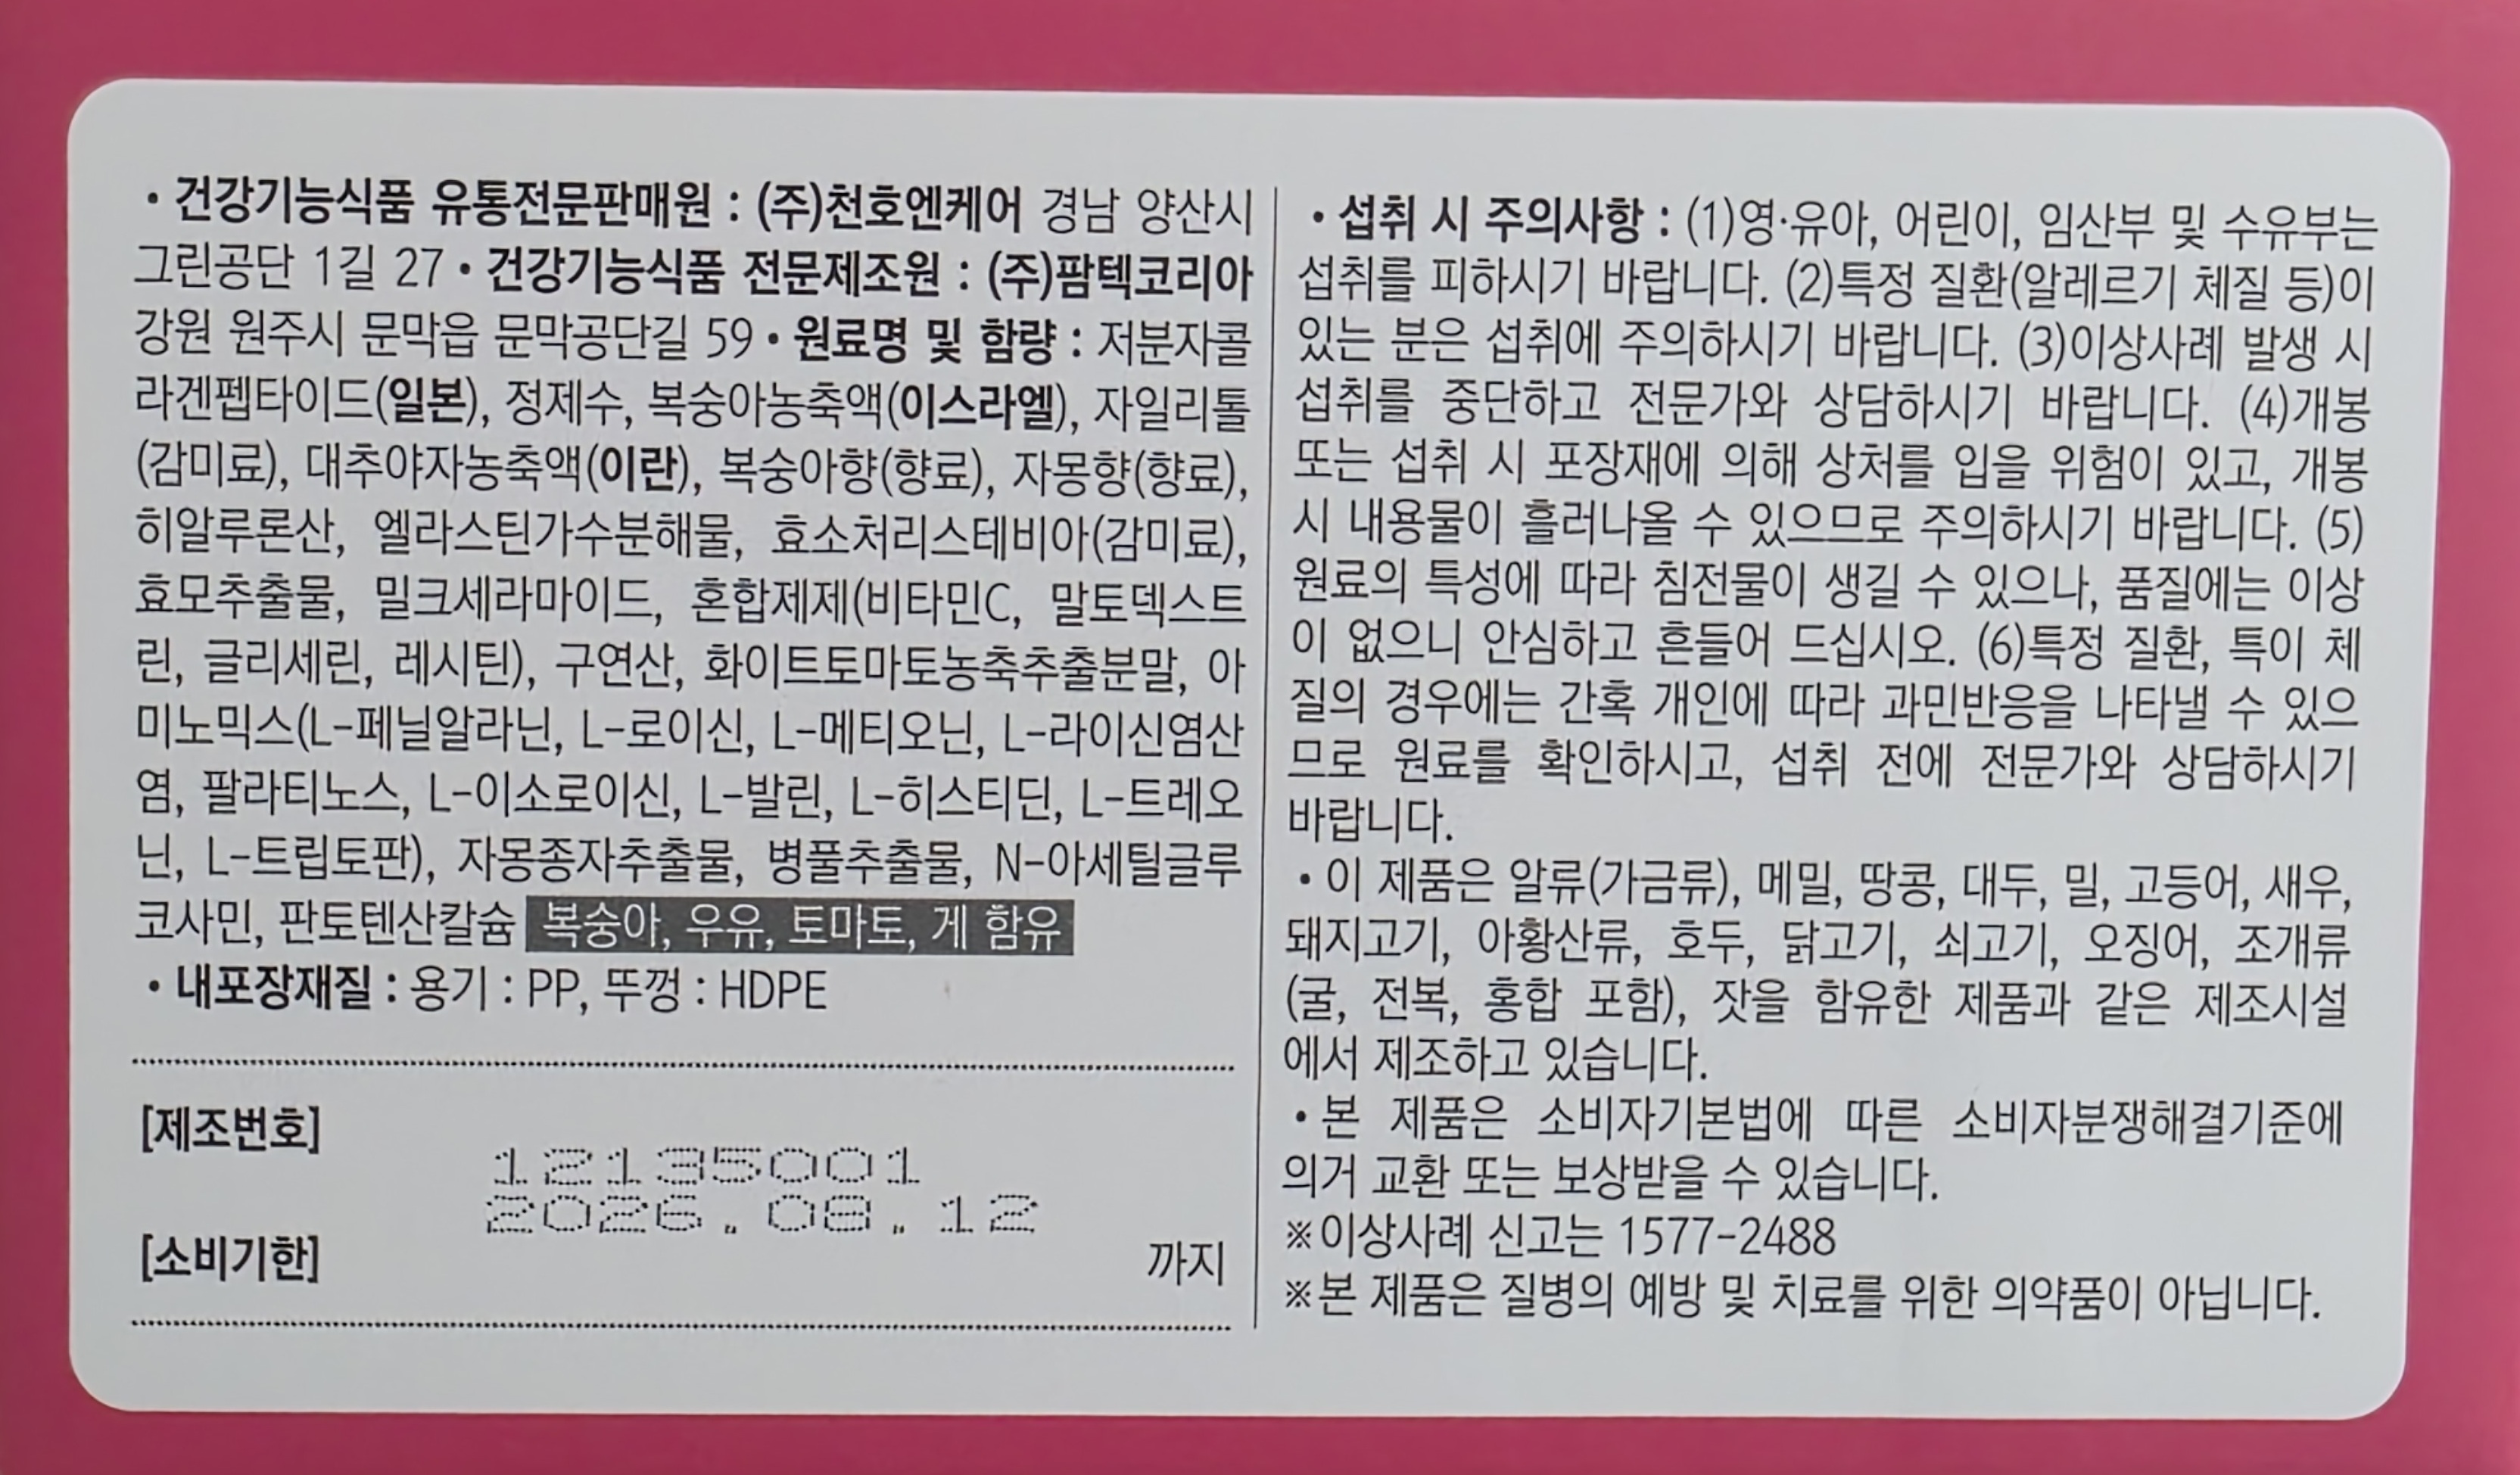 • 건강기능식품 유통전문판매원 : (주)천호엔케어 경남 양산시
그린공단 1길 27 • 건강기능식품 전문제조원 : (주)팜텍코리아
강원 원주시 문막읍 문막공단길 59 • 원료명 및 함량 : 저분자콜
라겐펩타이드(일본), 정제수, 복숭아농축액(이스라엘), 자일리톨
(감미료), 대추야자농축액(이란), 복숭아향(향료), 자몽향(향료),
히알루론산, 엘라스틴가수분해물, 효소처리스테비아(감미료),
효모추출물, 밀크세라마이드, 혼합제제(비타민C, 말토덱스트
린, 글리세린, 레시틴), 구연산, 화이트토마토농축추출분말, 아
미노믹스(L-페닐알라닌, L-로이신, L-메티오닌, L-라이신염산
염, 팔라티노스, L-이소로이신, L-발린, L-히스티딘, L-트레오
닌, L-트립토판), 자몽종자추출물, 병풀추출물, N-아세틸글루
코사민, 판토텐산칼슘 복숭아, 우유, 토마토, 게 함유
• 내포장재질 : 용기 : PP, 뚜껑 : HDPE
[제조번호]
12135001
2026.08.12
[소비기한] 까지
• 섭취 시 주의사항 : (1)영·유아, 어린이, 임산부 및 수유부는
섭취를 피하시기 바랍니다. (2)특정 질환(알레르기 체질 등)이
있는 분은 섭취에 주의하시기 바랍니다. (3)이상사례 발생 시
섭취를 중단하고 전문가와 상담하시기 바랍니다. (4)개봉
또는 섭취 시 포장재에 의해 상처를 입을 위험이 있고, 개봉
시 내용물이 흘러나올 수 있으므로 주의하시기 바랍니다. (5)
원료의 특성에 따라 침전물이 생길 수 있으나, 품질에는 이상
이 없으니 안심하고 흔들어 드십시오. (6)특정 질환, 특이 체
질의 경우에는 간혹 개인에 따라 과민반응을 나타낼 수 있으
므로 원료를 확인하시고, 섭취 전에 전문가와 상담하시기
바랍니다.
• 이 제품은 알류(가금류), 메밀, 땅콩, 대두, 밀, 고등어, 새우,
돼지고기, 아황산류, 호두, 닭고기, 쇠고기, 오징어, 조개류
(굴, 전복, 홍합 포함), 잣을 함유한 제품과 같은 제조시설
에서 제조하고 있습니다.
• 본 제품은 소비자기본법에 따른 소비자분쟁해결기준에
의거 교환 또는 보상받을 수 있습니다.
※이상사례 신고는 1577-2488
※본 제품은 질병의 예방 및 치료를 위한 의약품이 아닙니다.